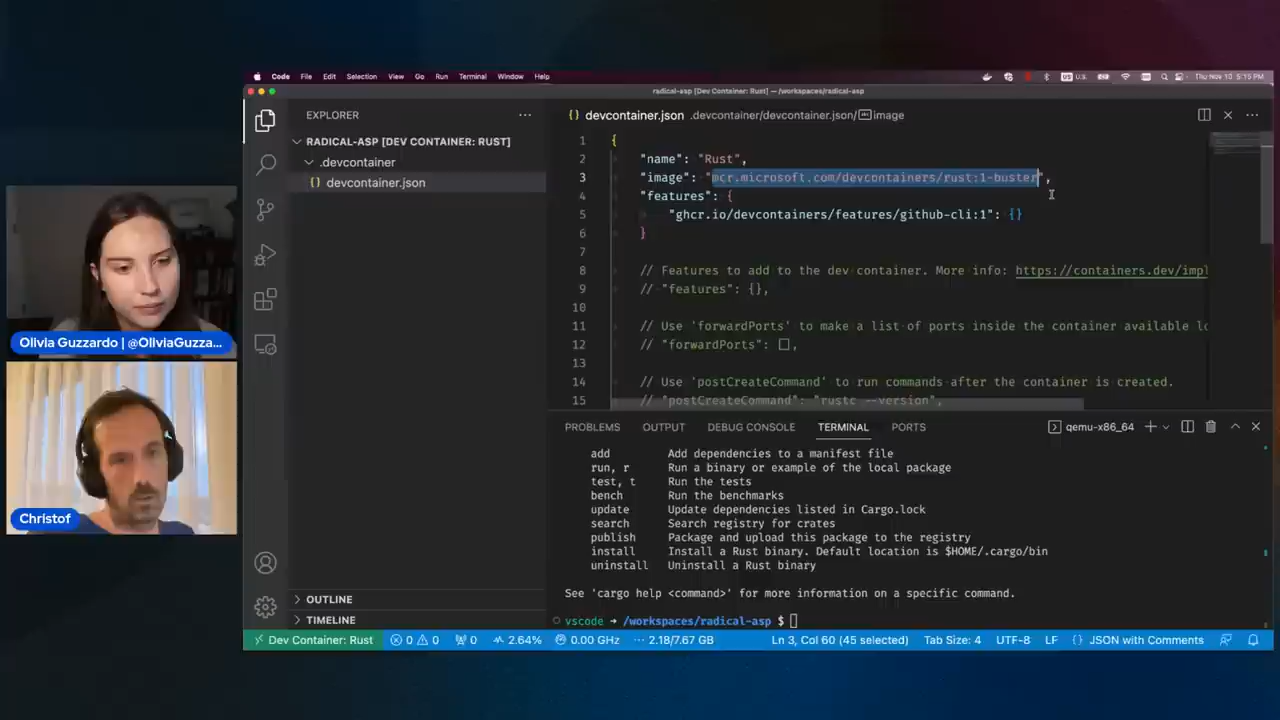 Code File Edit Selection View Go Run Terminal Window Help
U.S. Thu Nov 10 5:15 PM
radical-asp [Dev Container: Rust] — /workspaces/radical-asp
EXPLORER
RADICAL-ASP [DEV CONTAINER: RUST]
.devcontainer
{} devcontainer.json
OUTLINE
TIMELINE
{} devcontainer.json .devcontainer/devcontainer.json/ image
1 {
2 "name": "Rust",
3 "image": "mcr.microsoft.com/devcontainers/rust:1-buster",
4 "features": {
5 "ghcr.io/devcontainers/features/github-cli:1": {}
6 }
7
8 // Features to add to the dev container. More info: https://containers.dev/impl
9 // "features": {},
10
11 // Use 'forwardPorts' to make a list of ports inside the container available lo
12 // "forwardPorts": [],
13
14 // Use 'postCreateCommand' to run commands after the container is created.
15 // "postCreateCommand": "rustc --version",
PROBLEMS OUTPUT DEBUG CONSOLE TERMINAL PORTS qemu-x86_64
add Add dependencies to a manifest file
run, r Run a binary or example of the local package
test, t Run the tests
bench Run the benchmarks
update Update dependencies listed in Cargo.lock
search Search registry for crates
publish Package and upload this package to the registry
install Install a Rust binary. Default location is $HOME/.cargo/bin
uninstall Uninstall a Rust binary
See 'cargo help <command>' for more information on a specific command.
vscode ➜ /workspaces/radical-asp $
Dev Container: Rust 0 0 0 2.64% 0.00 GHz 2.18/7.67 GB Ln 3, Col 60 (45 selected) Tab Size: 4 UTF-8 LF {} JSON with Comments
Olivia Guzzardo | @OliviaGuzza...
Christof